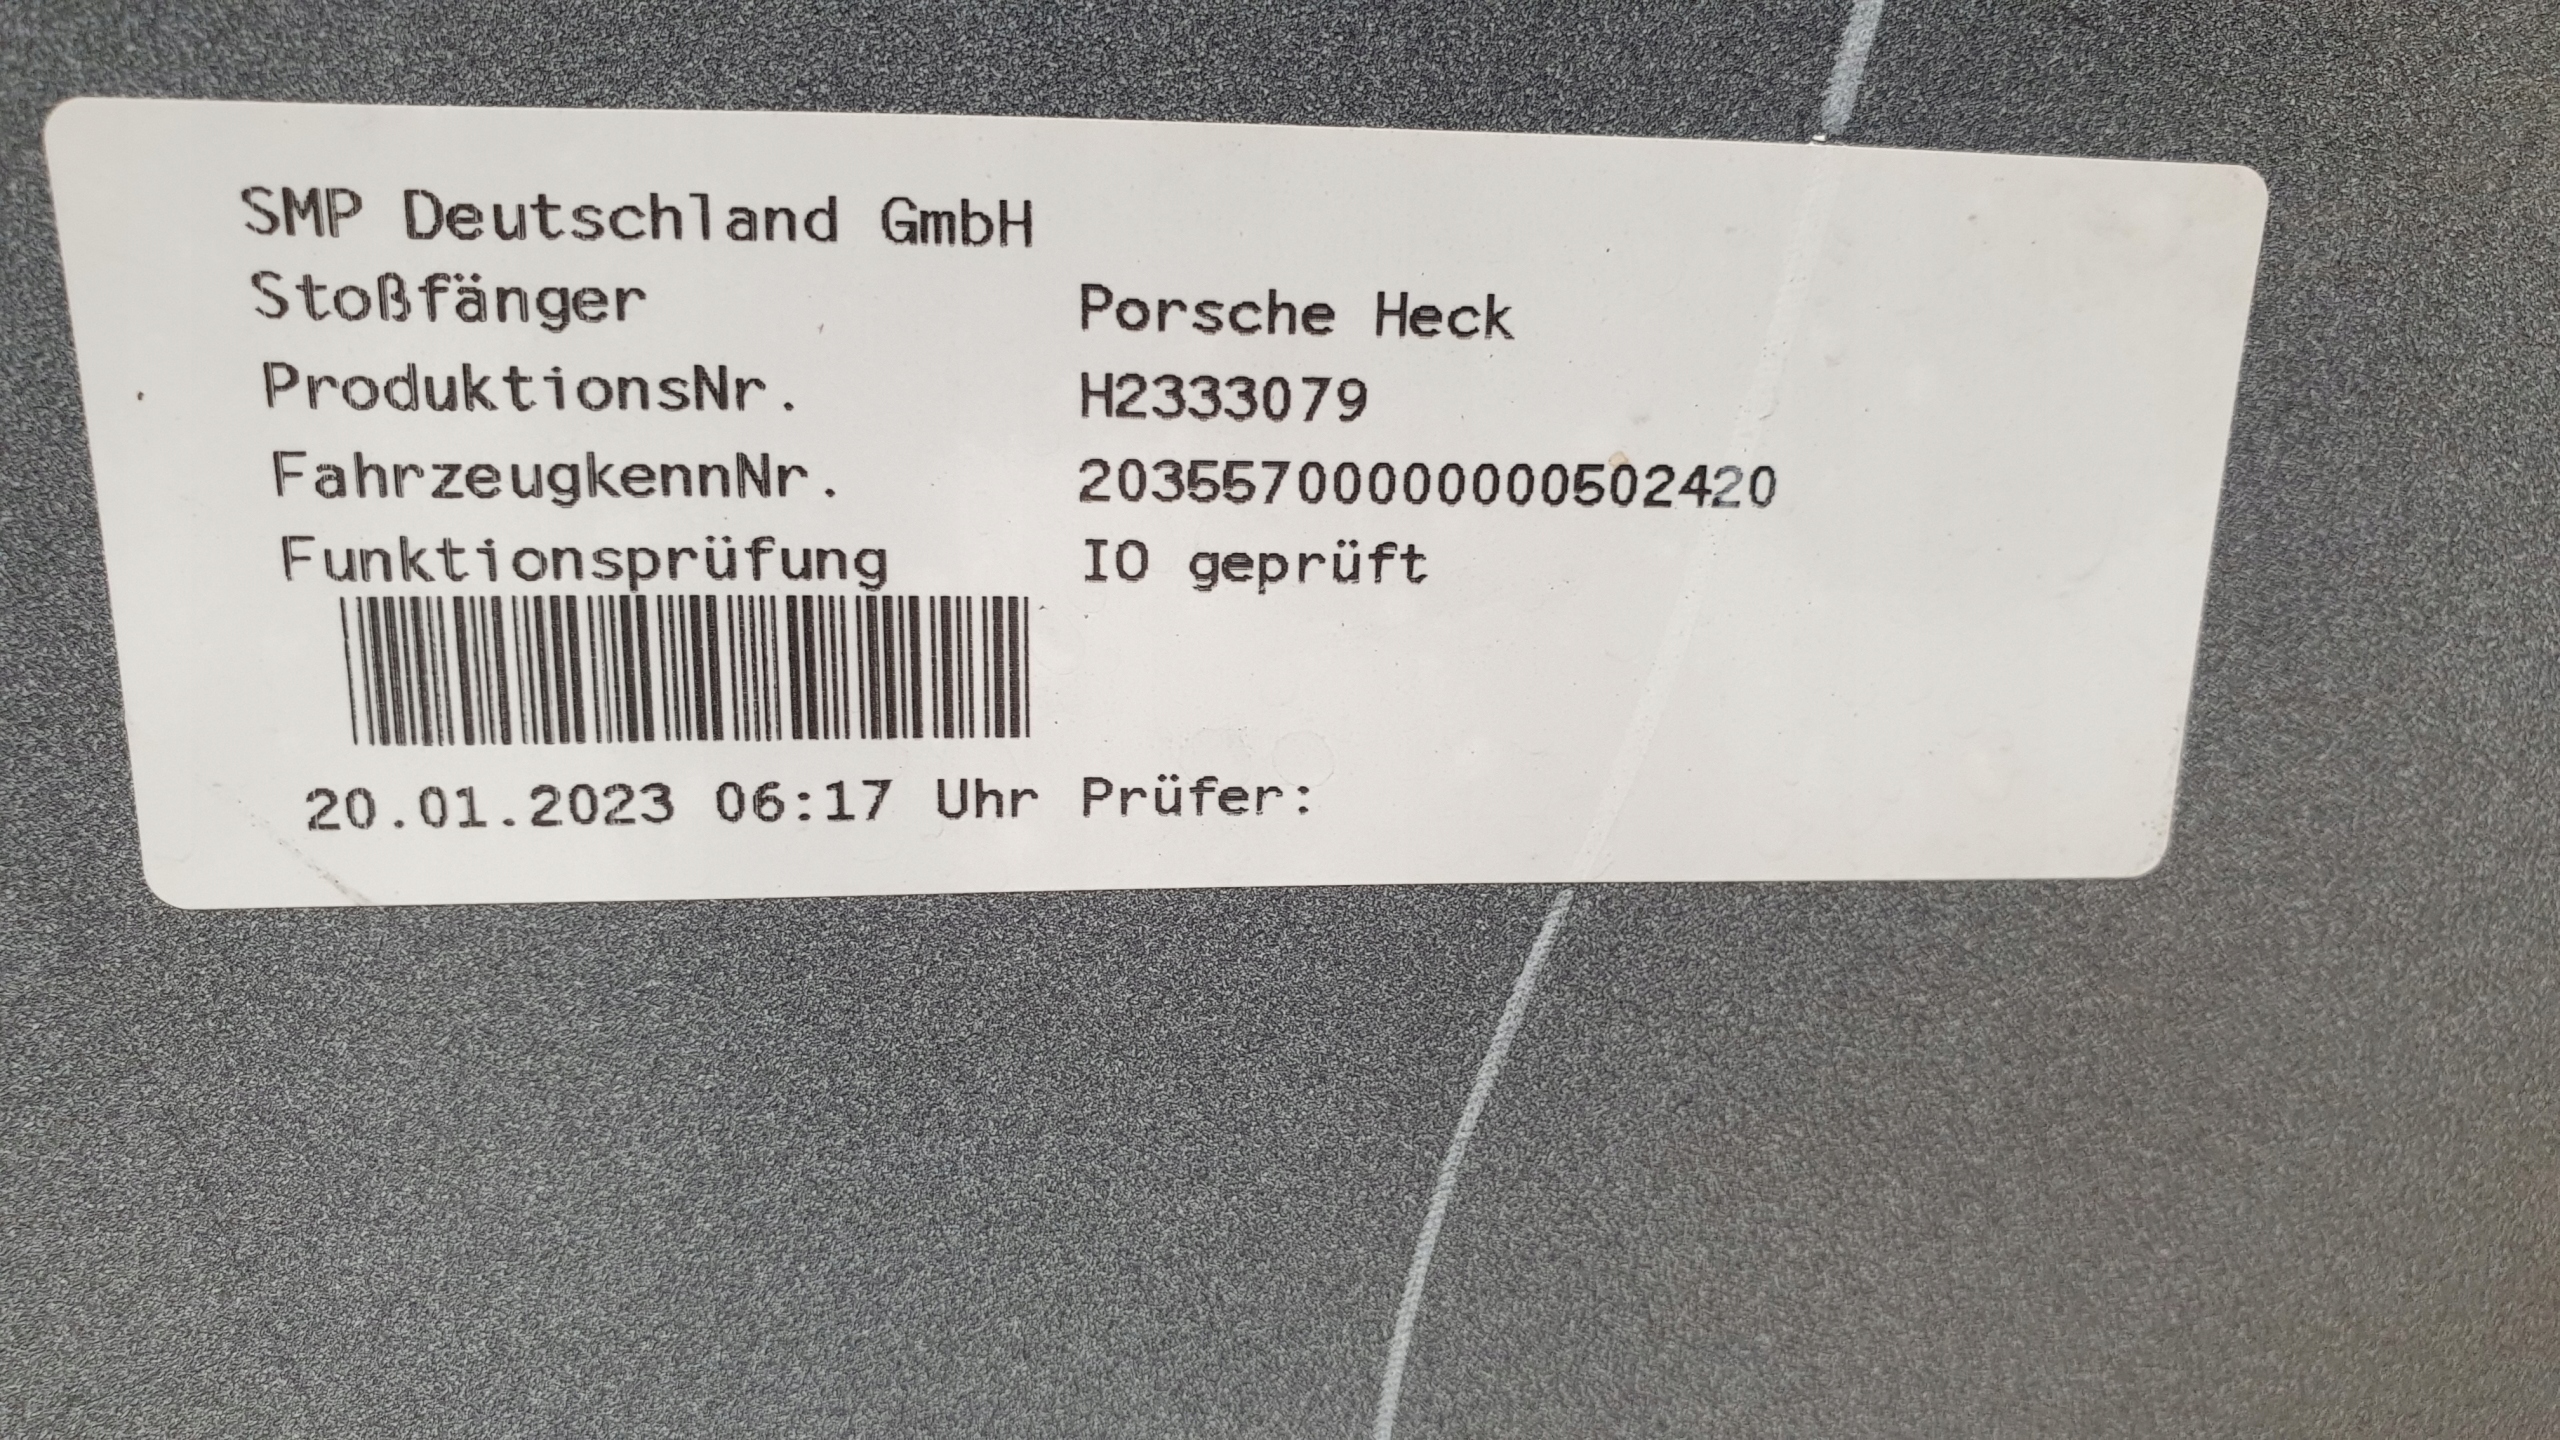 SMP Deutschland GmbH
Stoßfänger Porsche Heck
ProduktionsNr. H2333079
FahrzeugkennNr. 20355700000000502420
Funktionsprüfung IO geprüft
20.01.2023 06:17 Uhr Prüfer: